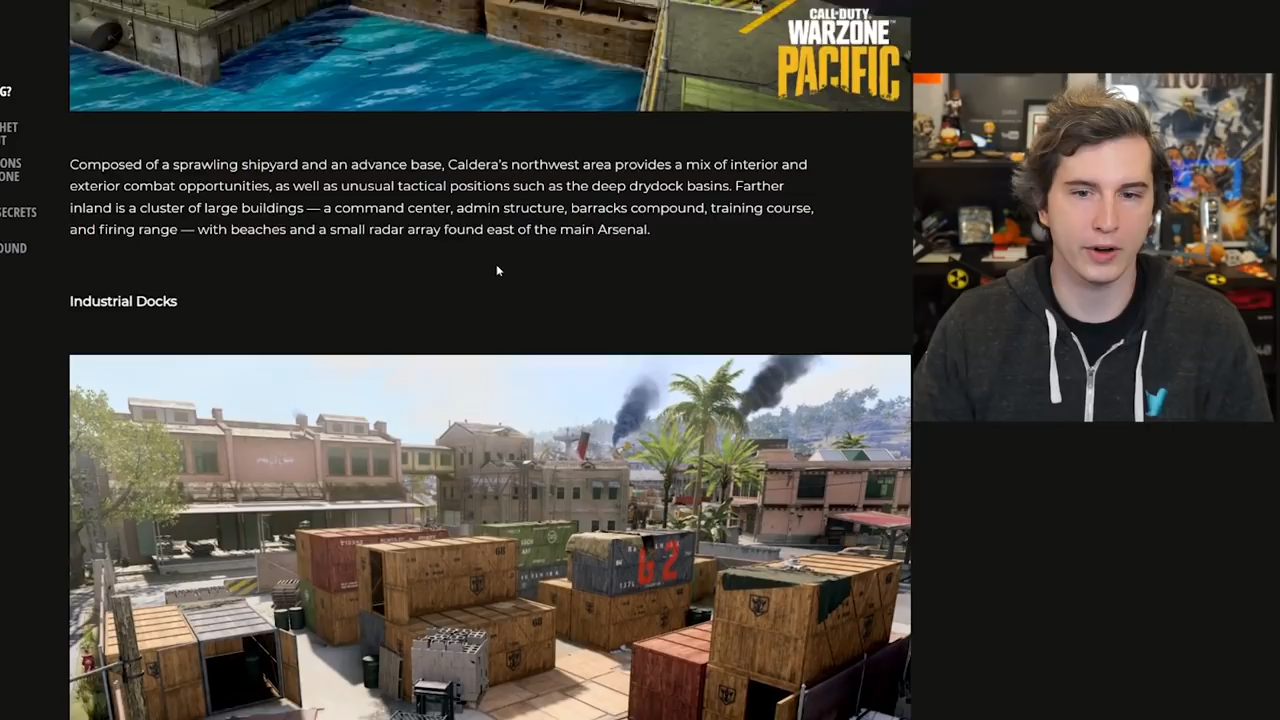 CALL OF DUTY
WARZONE
PACIFIC
G?
HET
T
ONS
ONE
SECRETS
OUND
Composed of a sprawling shipyard and an advance base, Caldera's northwest area provides a mix of interior and
exterior combat opportunities, as well as unusual tactical positions such as the deep drydock basins. Farther
inland is a cluster of large buildings — a command center, admin structure, barracks compound, training course,
and firing range — with beaches and a small radar array found east of the main Arsenal.
Industrial Docks
68
62
68